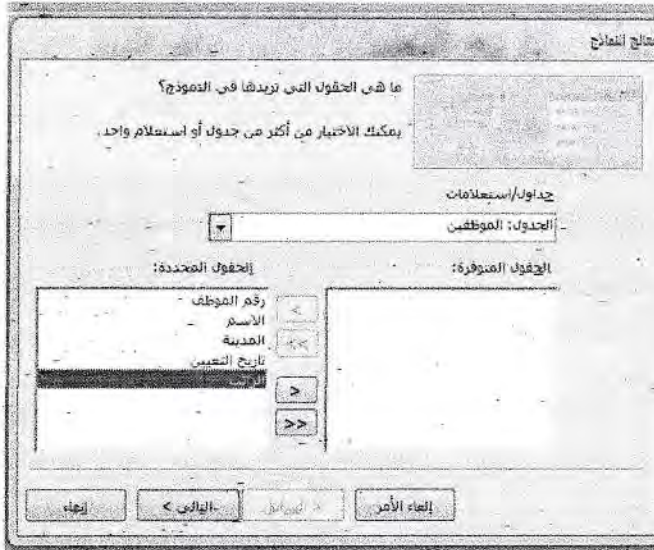 معالج النماذج
ما هي الحقول التي تريدها في النموذج؟
يمكنك الاختيار من أكثر من جدول أو استعلام واحد.
جداول/استعلامات
الجدول: الموظفين
الحقول المتوفرة:
الحقول المحددة:
رقم الموظف
الاسم
المدينة
تاريخ التعيين
الراتب
>
>>
<
<<
إلغاء الأمر
< السابق
التالي >
إنهاء